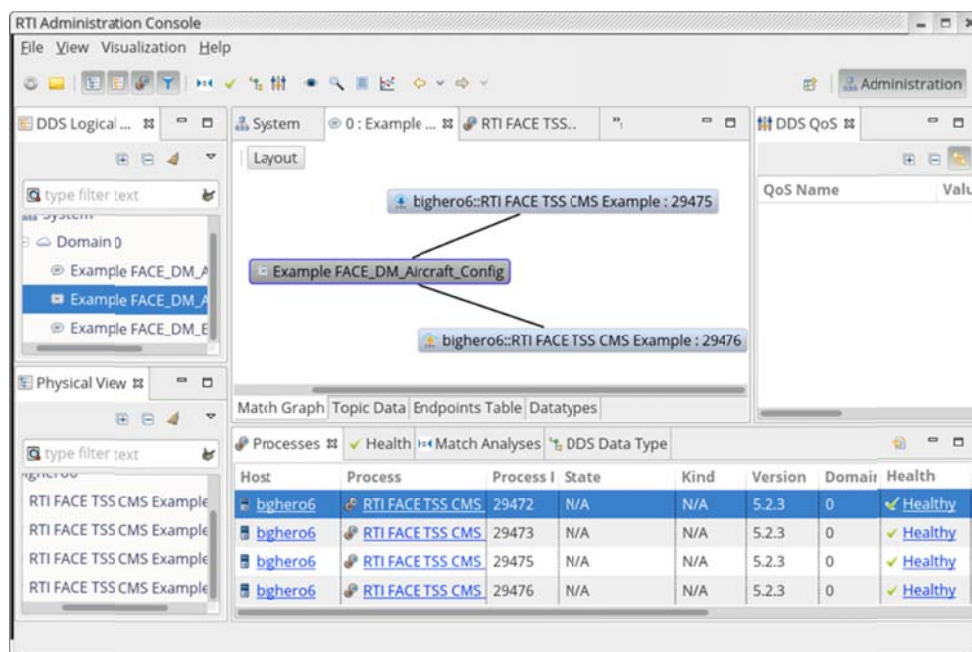 RTI Administration Console
File View Visualization Help
Administration
DDS Logical ...
type filter text
System
Domain 0
Example FACE_DM_A
Example FACE_DM_A
Example FACE_DM_E
System 0 : Example ... RTI FACE TSS.. »1
Layout
bighero6::RTI FACE TSS CMS Example : 29475
Example FACE_DM_Aircraft_Config
bighero6::RTI FACE TSS CMS Example : 29476
Match Graph Topic Data Endpoints Table Datatypes
DDS QoS
QoS Name Valu
Physical View
type filter text
RTI FACE TSS CMS Example
RTI FACE TSS CMS Example
RTI FACE TSS CMS Example
RTI FACE TSS CMS Example
Processes Health Match Analyses DDS Data Type
Host Process Process I State Kind Version Domain Health
bghero6 RTI FACE TSS CMS 29472 N/A N/A 5.2.3 0 Healthy
bghero6 RTI FACE TSS CMS 29473 N/A N/A 5.2.3 0 Healthy
bghero6 RTI FACE TSS CMS 29475 N/A N/A 5.2.3 0 Healthy
bghero6 RTI FACE TSS CMS 29476 N/A N/A 5.2.3 0 Healthy